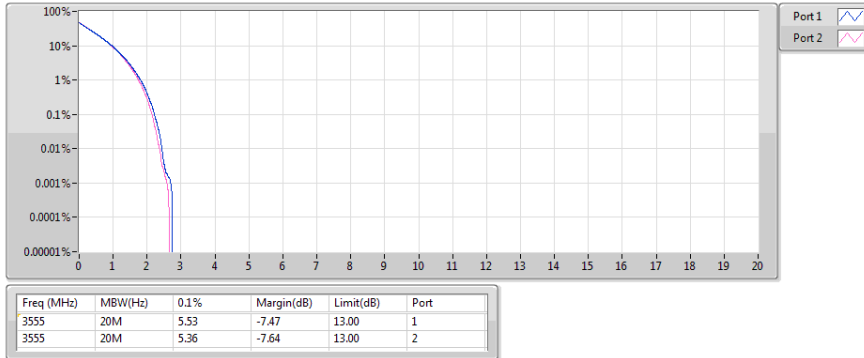 100%
10%
1%
0.1%
0.01%
0.001%
0.0001%
0.00001%
0 1 2 3 4 5 6 7 8 9 10 11 12 13 14 15 16 17 18 19 20
Port 1
Port 2
Freq (MHz) MBW(Hz) 0.1% Margin(dB) Limit(dB) Port
3555 20M 5.53 -7.47 13.00 1
3555 20M 5.36 -7.64 13.00 2